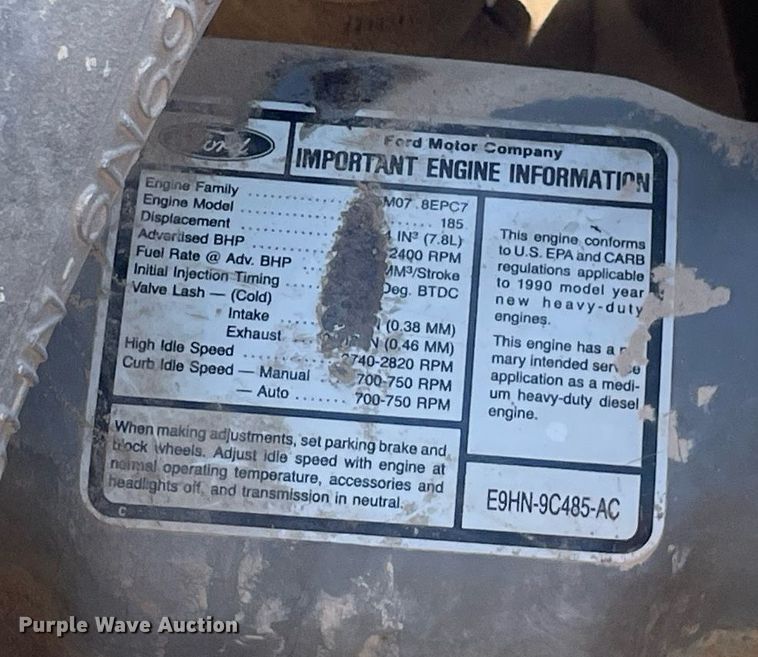 Ford
Ford Motor Company
IMPORTANT ENGINE INFORMATION
Engine Family ........ M07.8EPC7
Engine Model ........ 185
Displacement ........ IN³ (7.8L)
Advertised BHP ........ 2400 RPM
Fuel Rate @ Adv. BHP ........ MM³/Stroke
Initial Injection Timing ........ Deg. BTDC
Valve Lash — (Cold)
Intake ........ (0.38 MM)
Exhaust ........ N (0.46 MM)
High Idle Speed ........ 2740-2820 RPM
Curb Idle Speed — Manual ........ 700-750 RPM
— Auto ........ 700-750 RPM
This engine conforms
to U.S. EPA and CARB
regulations applicable
to 1990 model year
new heavy-duty
engines.
This engine has a pri-
mary intended service
application as a medi-
um heavy-duty diesel
engine.
When making adjustments, set parking brake and
block wheels. Adjust idle speed with engine at
normal operating temperature, accessories and
headlights off, and transmission in neutral.
E9HN-9C485-AC
C
Purple Wave Auction